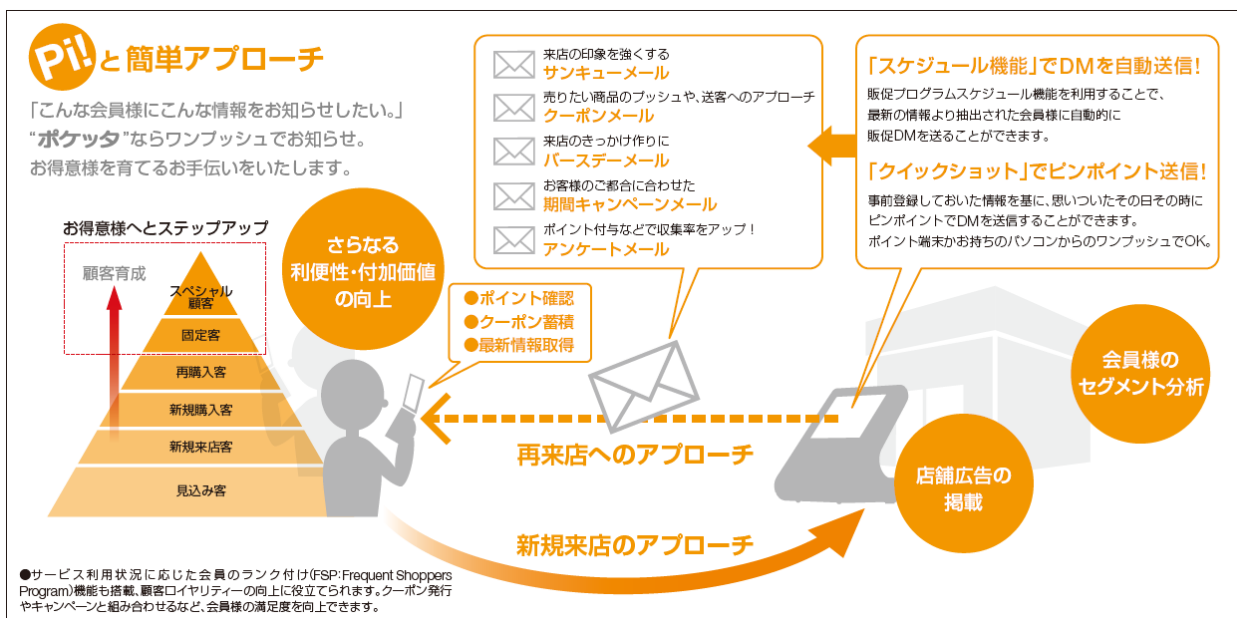 Pi!と簡単アプローチ
「こんな会員様にこんな情報をお知らせしたい。」
“ポケッタ”ならワンプッシュでお知らせ。
お得意様を育てるお手伝いをいたします。
お得意様へとステップアップ
顧客育成
スペシャル
顧客
固定客
再購入客
新規購入客
新規来店客
見込み客
さらなる
利便性・付加価値
の向上
●ポイント確認
●クーポン蓄積
●最新情報取得
来店の印象を強くする
サンキューメール
売りたい商品のプッシュや、送客へのアプローチ
クーポンメール
来店のきっかけ作りに
バースデーメール
お客様のご都合に合わせた
期間キャンペーンメール
ポイント付与などで収集率をアップ！
アンケートメール
「スケジュール機能」でDMを自動送信！
販促プログラムスケジュール機能を利用することで、
最新の情報より抽出された会員様に自動的に
販促DMを送ることができます。
「クイックショット」でピンポイント送信！
事前登録しておいた情報を基に、思いついたその日その時に
ピンポイントでDMを送信することができます。
ポイント端末かお持ちのパソコンからのワンプッシュでOK。
会員様の
セグメント分析
店舗広告の
掲載
再来店へのアプローチ
新規来店のアプローチ
●サービス利用状況に応じた会員のランク付け(FSP:Frequent Shoppers
Program)機能も搭載、顧客ロイヤリティーの向上に役立てられます。クーポン発行
やキャンペーンと組み合わせるなど、会員様の満足度を向上できます。